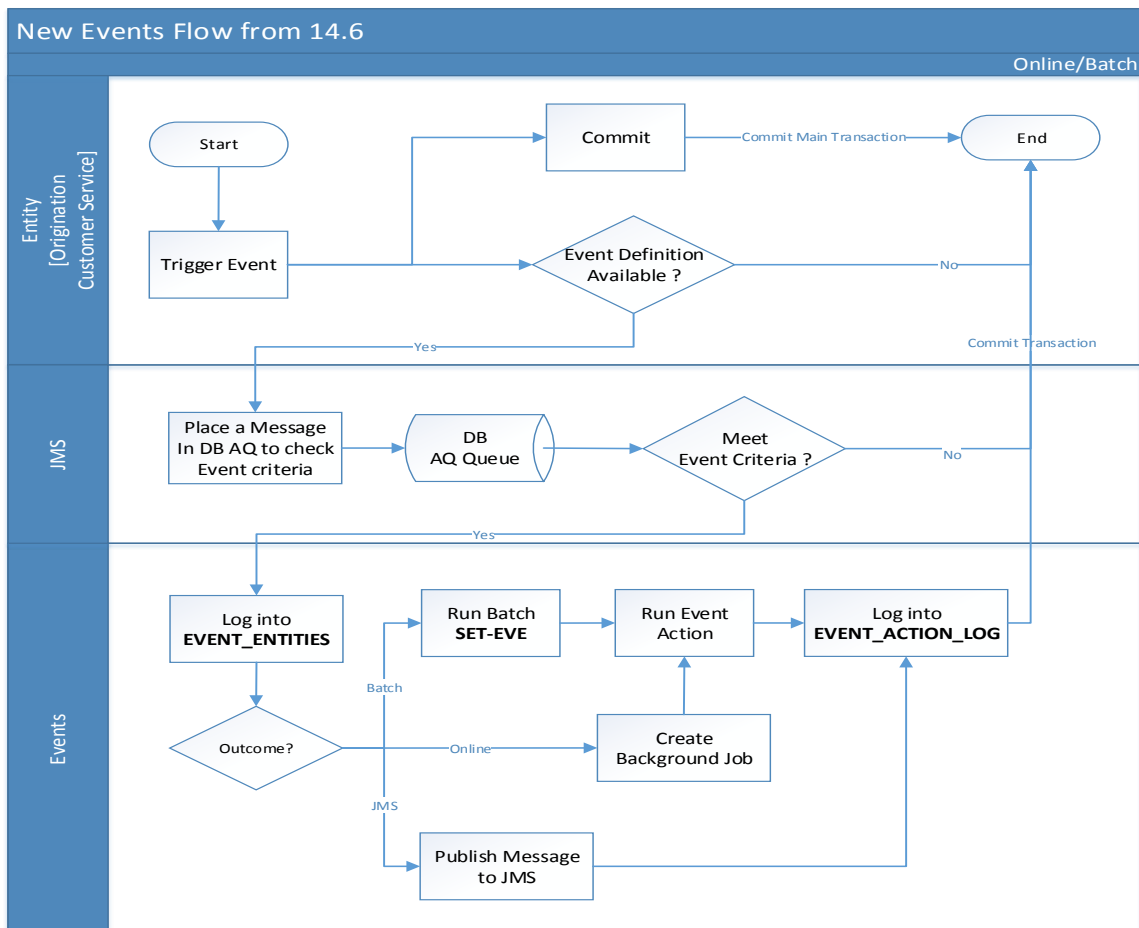 New Events Flow from 14.6
Online/Batch
Entity
[Origination
Customer Service]
Start
Commit
Commit Main Transaction
End
Trigger Event
Event Definition
Available ?
No
Yes
Commit Transaction
JMS
Place a Message
In DB AQ to check
Event criteria
DB
AQ Queue
Meet
Event Criteria ?
No
Yes
Events
Log into
EVENT_ENTITIES
Run Batch
SET-EVE
Run Event
Action
Log into
EVENT_ACTION_LOG
Batch
Outcome?
Online
Create
Background Job
JMS
Publish Message
to JMS